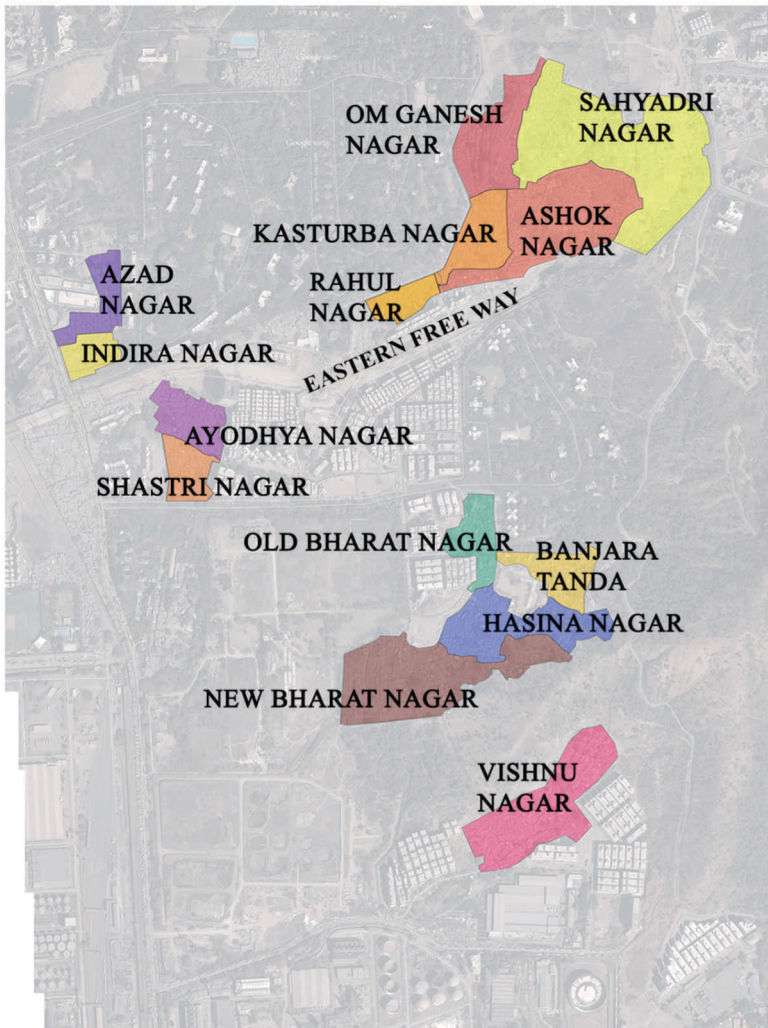 OM GANESH
NAGAR
SAHYADRI
NAGAR
KASTURBA NAGAR
ASHOK
NAGAR
AZAD
NAGAR
RAHUL
NAGAR
EASTERN FREE WAY
INDIRA NAGAR
AYODHYA NAGAR
SHASTRI NAGAR
OLD BHARAT NAGAR
BANJARA
TANDA
HASINA NAGAR
NEW BHARAT NAGAR
VISHNU
NAGAR